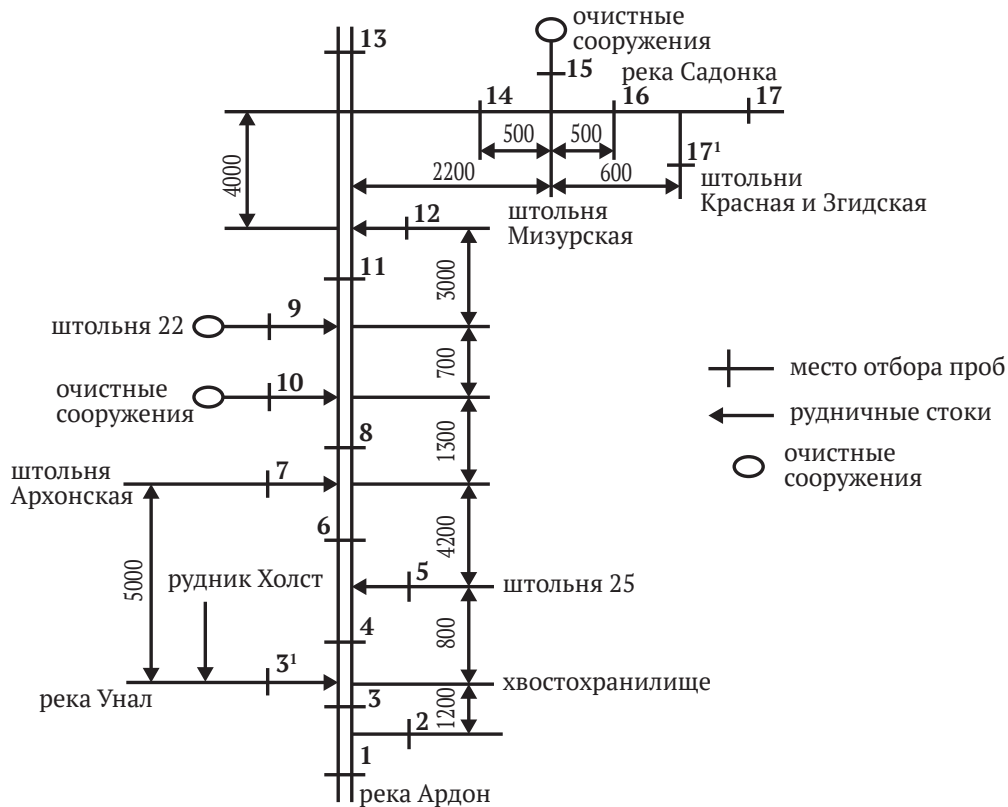 очистные
сооружения
13
15
река Садонка
14
16
17
500
500
17¹
4000
2200
600
штольни
Красная и Згидская
12
штольня
Мизурская
11
3000
9
штольня 22
700
место отбора проб
10
очистные
сооружения
рудничные стоки
8
1300
очистные
сооружения
штольня
Архонская
7
6
4200
5000
рудник Холст
5
штольня 25
4
800
3¹
река Унал
хвостохранилище
3
1200
2
1
река Ардон